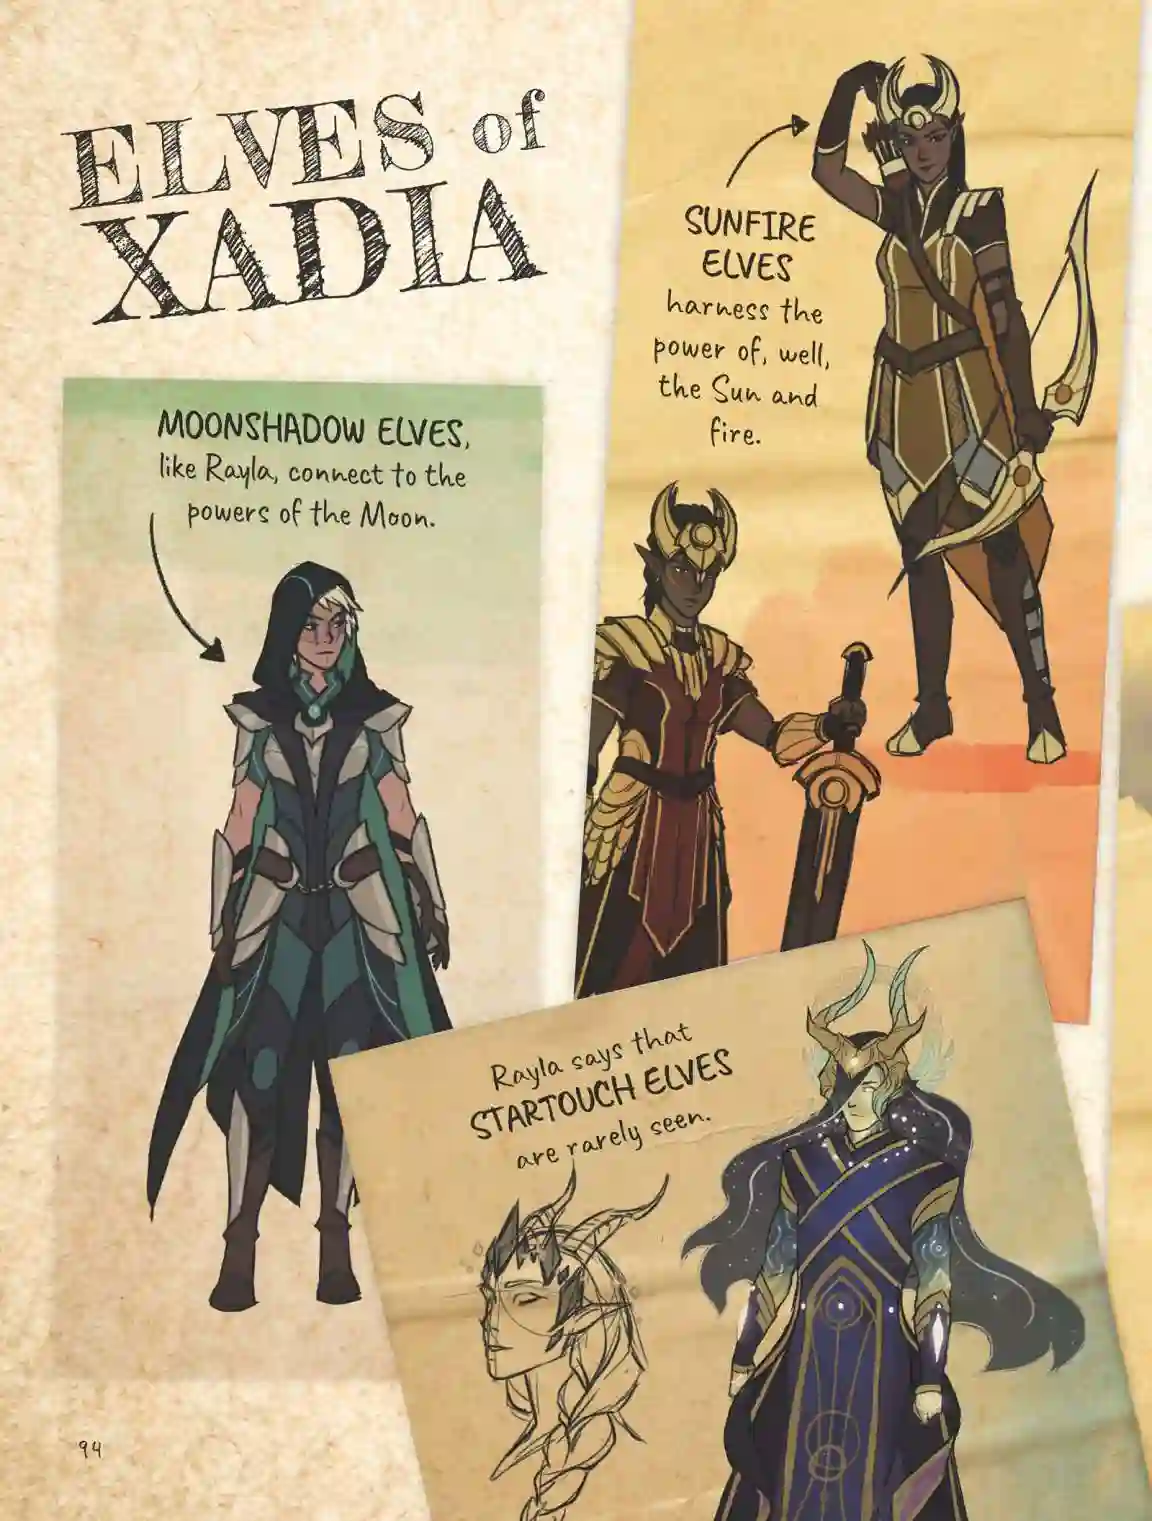 ELVES of
XADIA
MOONSHADOW ELVES,
like Rayla, connect to the
powers of the Moon.
SUNFIRE
ELVES
harness the
power of, well,
the Sun and
fire.
Rayla says that
STARTOUCH ELVES
are rarely seen.
94